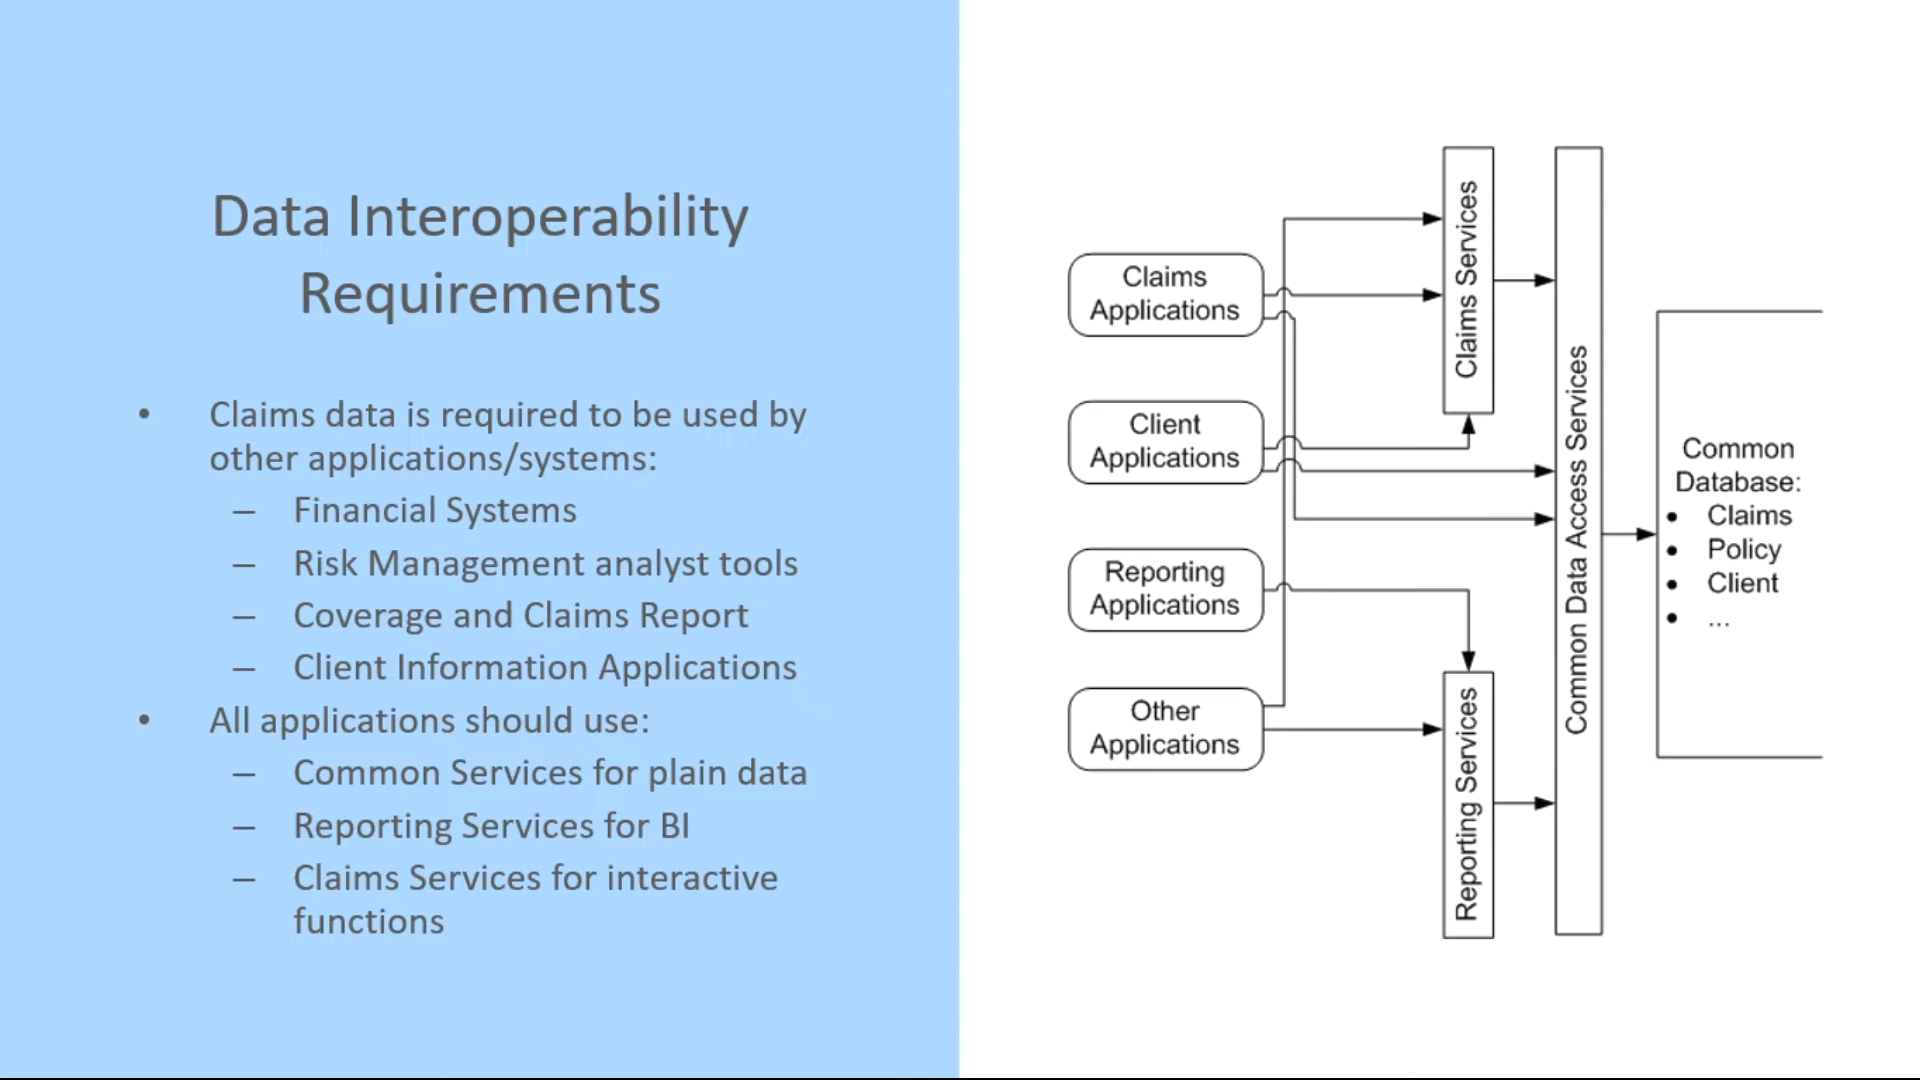 Data Interoperability
Requirements
• Claims data is required to be used by
other applications/systems:
– Financial Systems
– Risk Management analyst tools
– Coverage and Claims Report
– Client Information Applications
• All applications should use:
– Common Services for plain data
– Reporting Services for BI
– Claims Services for interactive
functions
Claims
Applications
Client
Applications
Reporting
Applications
Other
Applications
Claims Services
Reporting Services
Common Data Access Services
Common
Database:
• Claims
• Policy
• Client
• ...